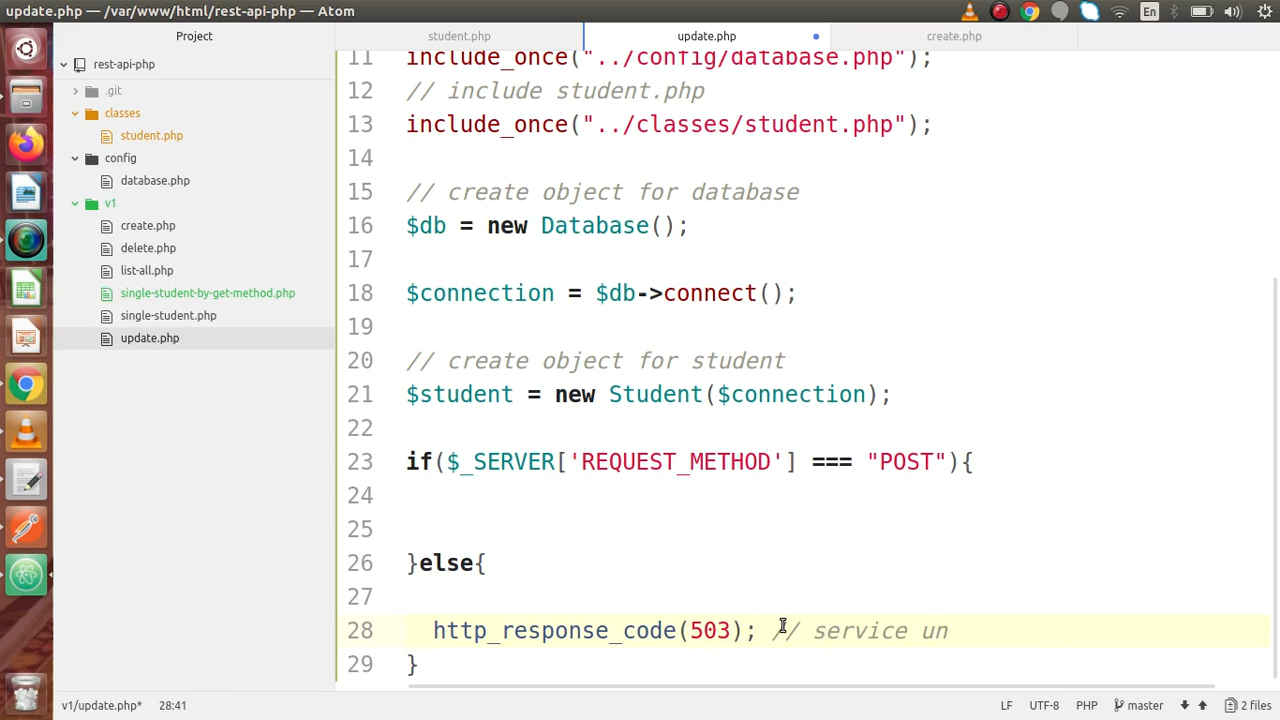 update.php — /var/www/html/rest-api-php — Atom
En
Project
student.php
update.php
create.php
rest-api-php
.git
classes
student.php
config
database.php
v1
create.php
delete.php
list-all.php
single-student-by-get-method.php
single-student.php
update.php
11 include_once("../config/database.php");
12 // include student.php
13 include_once("../classes/student.php");
14
15 // create object for database
16 $db = new Database();
17
18 $connection = $db->connect();
19
20 // create object for student
21 $student = new Student($connection);
22
23 if($_SERVER['REQUEST_METHOD'] === "POST"){
24
25
26 }else{
27
28 http_response_code(503); // service un
29 }
v1/update.php* 28:41 LF UTF-8 PHP master 2 files